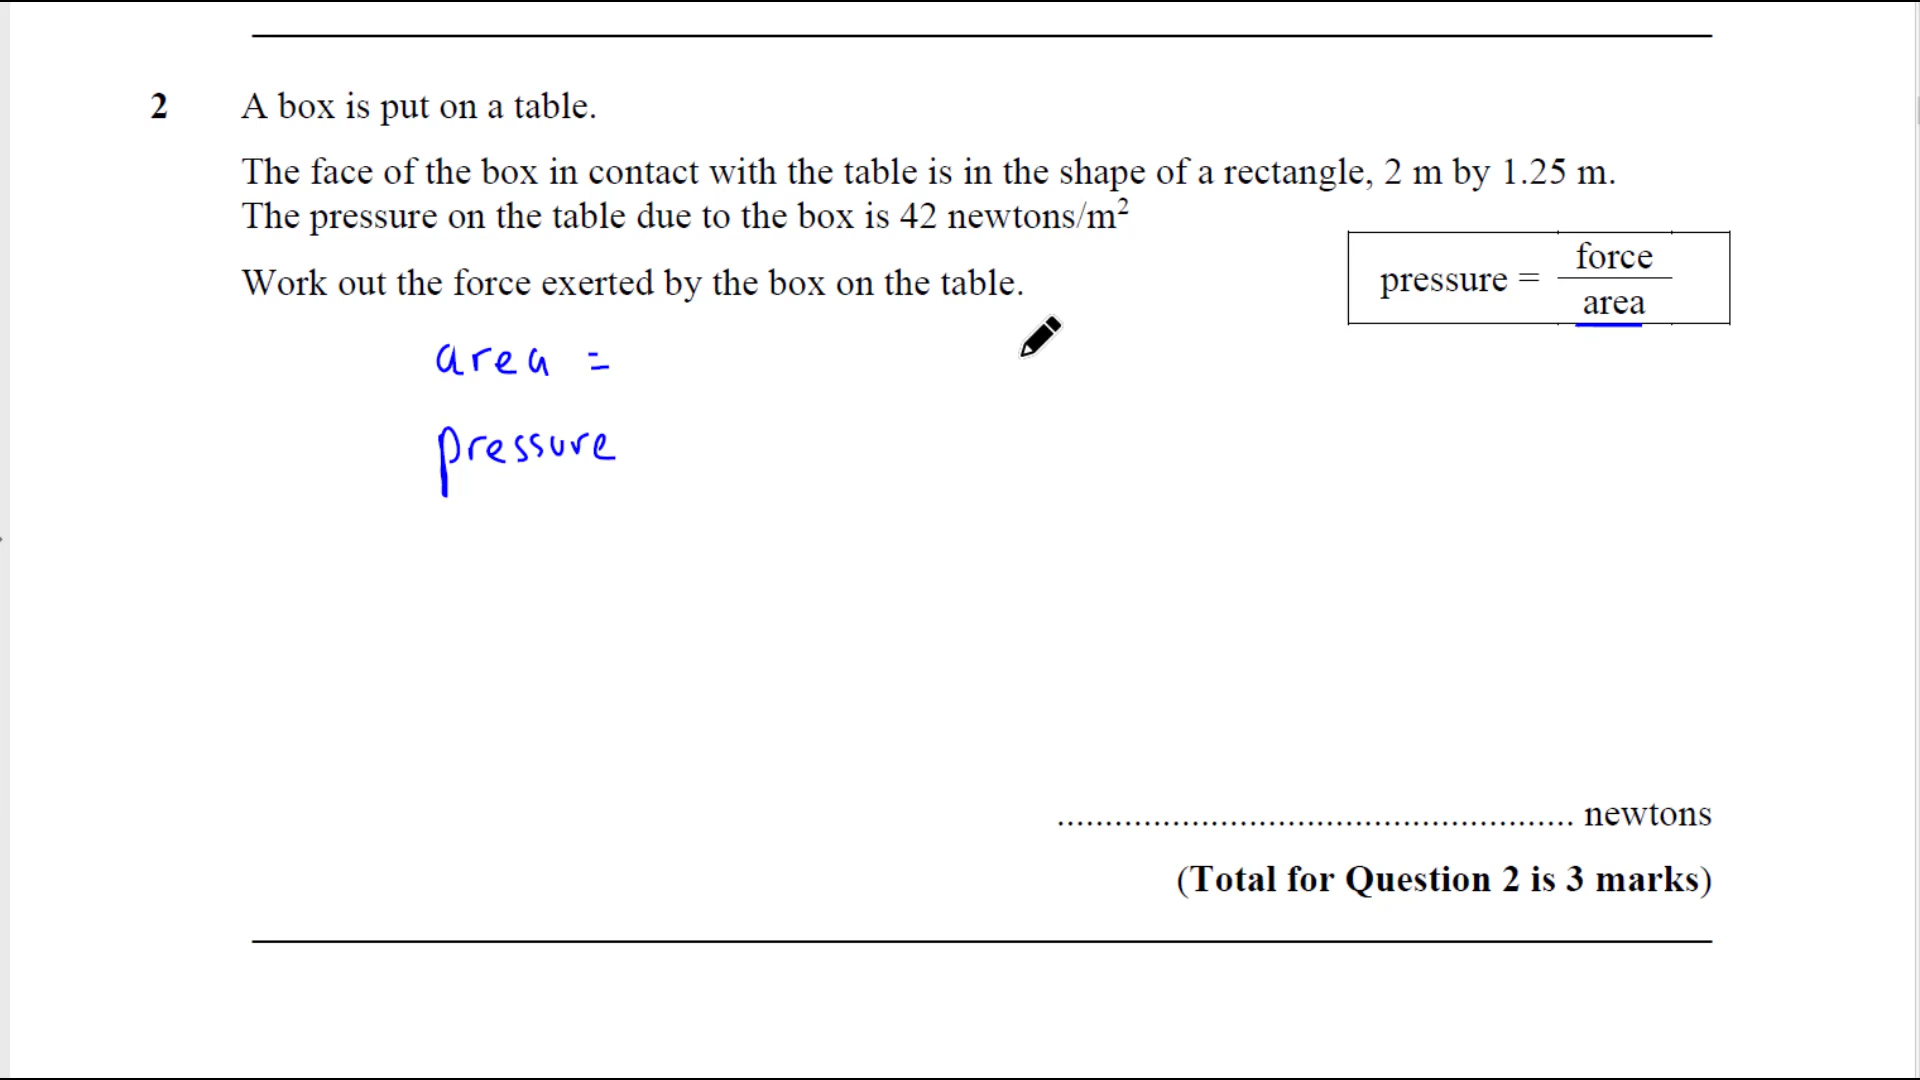 2 A box is put on a table.
The face of the box in contact with the table is in the shape of a rectangle, 2 m by 1.25 m.
The pressure on the table due to the box is 42 newtons/m²
Work out the force exerted by the box on the table.
pressure = force
area
area =
pressure
.................................................... newtons
(Total for Question 2 is 3 marks)